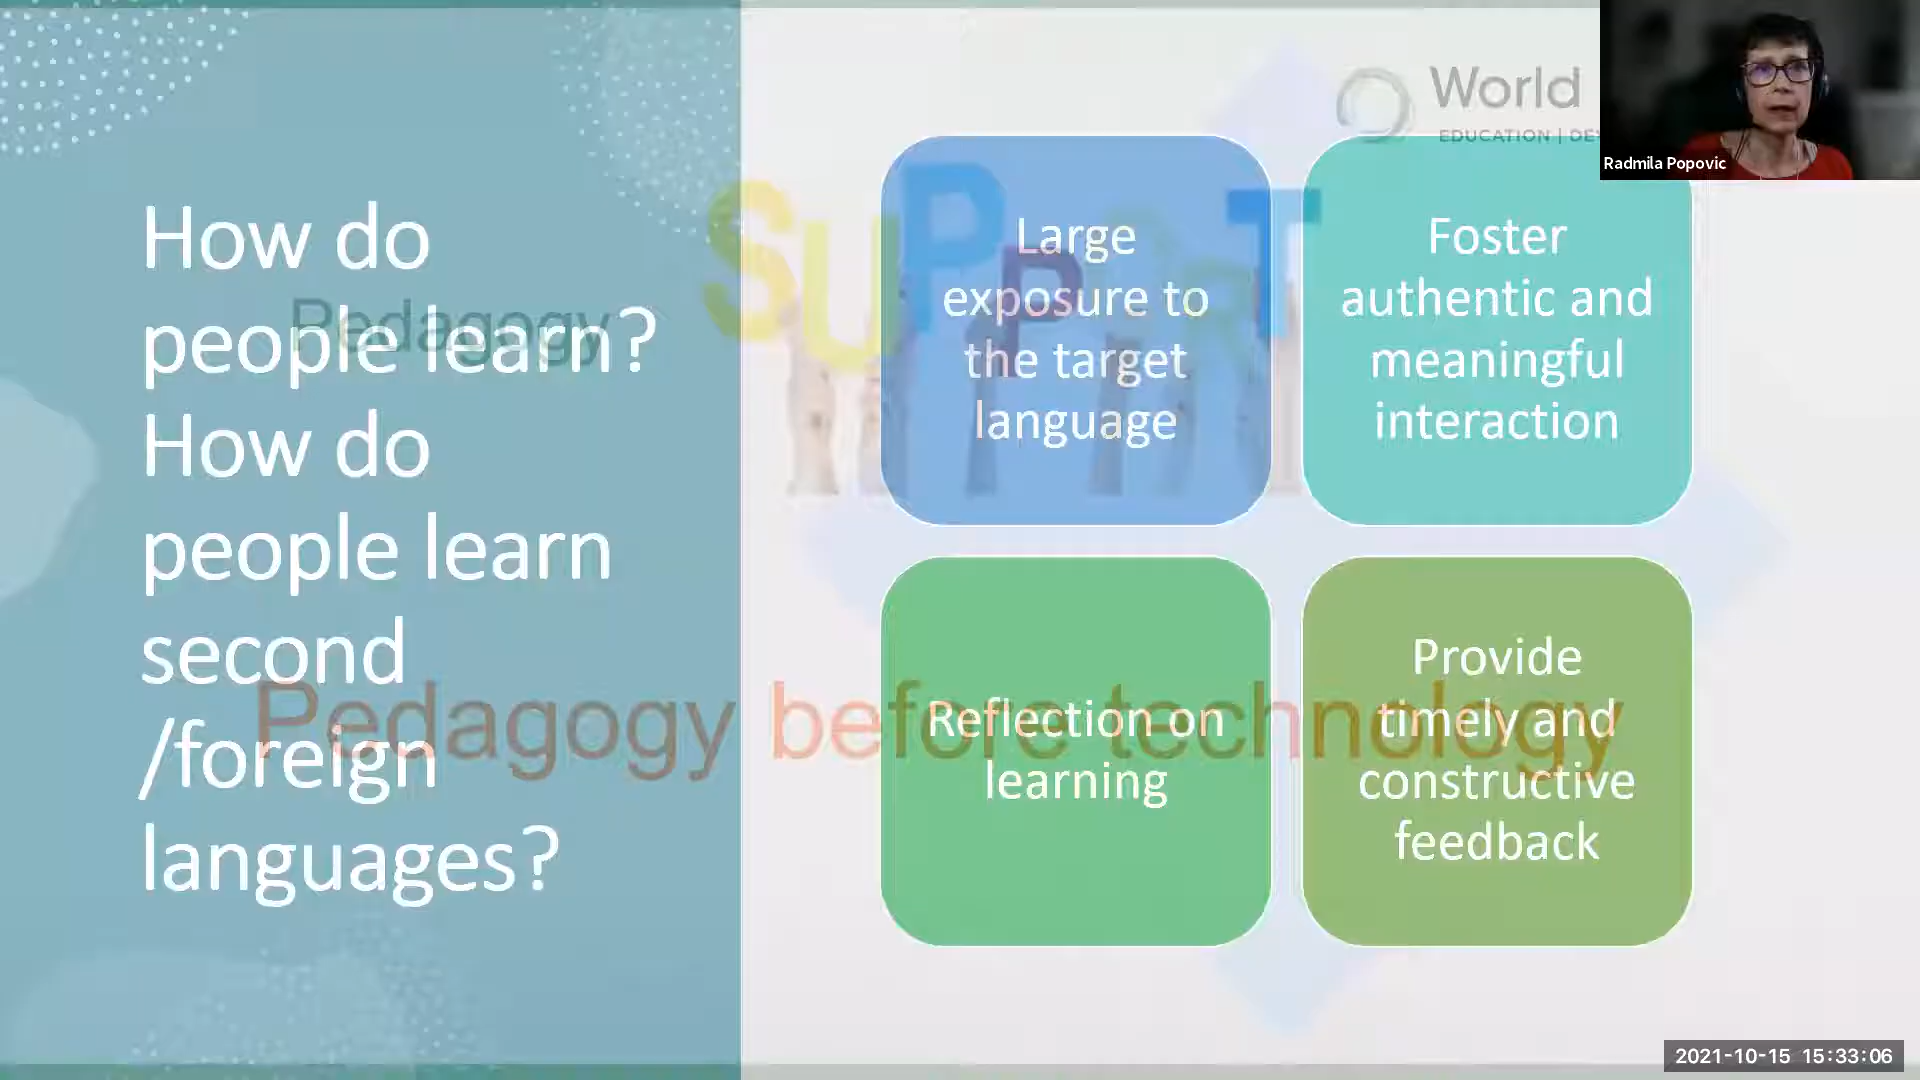 How do
people learn?
How do
people learn
second
/foreign
languages?
Pedagogy
SUPPORT
Pedagogy before technology
World
EDUCATION |
Large
exposure to
the target
language
Foster
authentic and
meaningful
interaction
Reflection on
learning
Provide
timely and
constructive
feedback
Radmila Popovic
2021-10-15 15:33:06